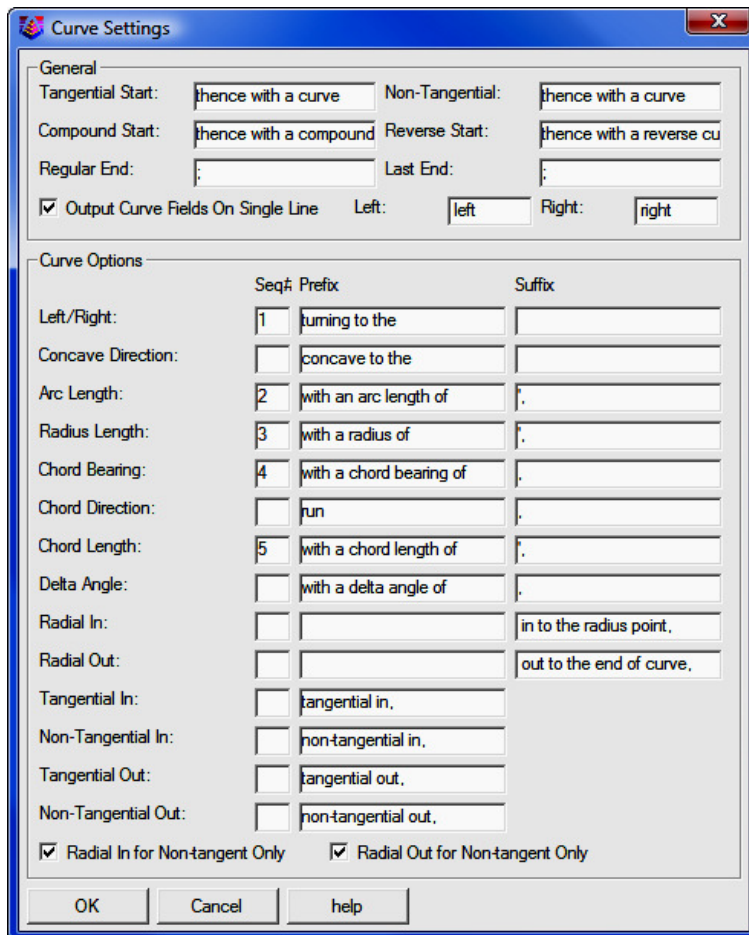 Curve Settings
General
Tangential Start: thence with a curve Non-Tangential: thence with a curve
Compound Start: thence with a compound Reverse Start: thence with a reverse cu
Regular End: ; Last End: ;
Output Curve Fields On Single Line Left: left Right: right
Curve Options
Seq# Prefix Suffix
Left/Right: 1 turning to the
Concave Direction: concave to the
Arc Length: 2 with an arc length of ',
Radius Length: 3 with a radius of ',
Chord Bearing: 4 with a chord bearing of ,
Chord Direction: run ,
Chord Length: 5 with a chord length of ',
Delta Angle: with a delta angle of ,
Radial In: in to the radius point,
Radial Out: out to the end of curve,
Tangential In: tangential in,
Non-Tangential In: non-tangential in,
Tangential Out: tangential out,
Non-Tangential Out: non-tangential out,
Radial In for Non-tangent Only Radial Out for Non-tangent Only
OK Cancel help